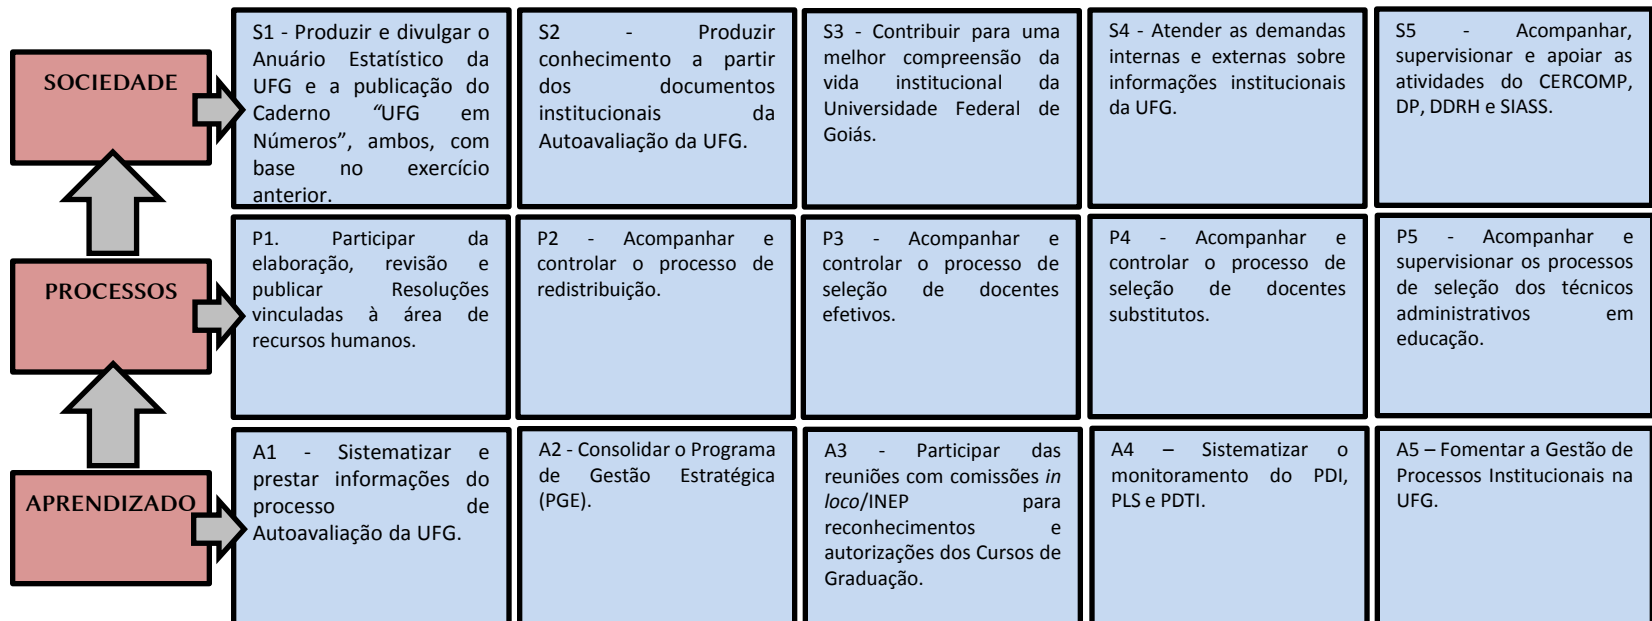 SOCIEDADE
S1 - Produzir e divulgar o
Anuário Estatístico da
UFG e a publicação do
Caderno “UFG em
Números”, ambos, com
base no exercício
anterior.
S2 - Produzir
conhecimento a partir
dos documentos
institucionais da
Autoavaliação da UFG.
S3 - Contribuir para uma
melhor compreensão da
vida institucional da
Universidade Federal de
Goiás.
S4 - Atender as demandas
internas e externas sobre
informações institucionais
da UFG.
S5 - Acompanhar,
supervisionar e apoiar as
atividades do CERCOMP,
DP, DDRH e SIASS.
PROCESSOS
P1. Participar da
elaboração, revisão e
publicar Resoluções
vinculadas à área de
recursos humanos.
P2 - Acompanhar e
controlar o processo de
redistribuição.
P3 - Acompanhar e
controlar o processo de
seleção de docentes
efetivos.
P4 - Acompanhar e
controlar o processo de
seleção de docentes
substitutos.
P5 - Acompanhar e
supervisionar os processos
de seleção dos técnicos
administrativos em
educação.
APRENDIZADO
A1 - Sistematizar e
prestar informações do
processo de
Autoavaliação da UFG.
A2 - Consolidar o Programa
de Gestão Estratégica
(PGE).
A3 - Participar das
reuniões com comissões in
loco/INEP para
reconhecimentos e
autorizações dos Cursos de
Graduação.
A4 – Sistematizar o
monitoramento do PDI,
PLS e PDTI.
A5 – Fomentar a Gestão de
Processos Institucionais na
UFG.